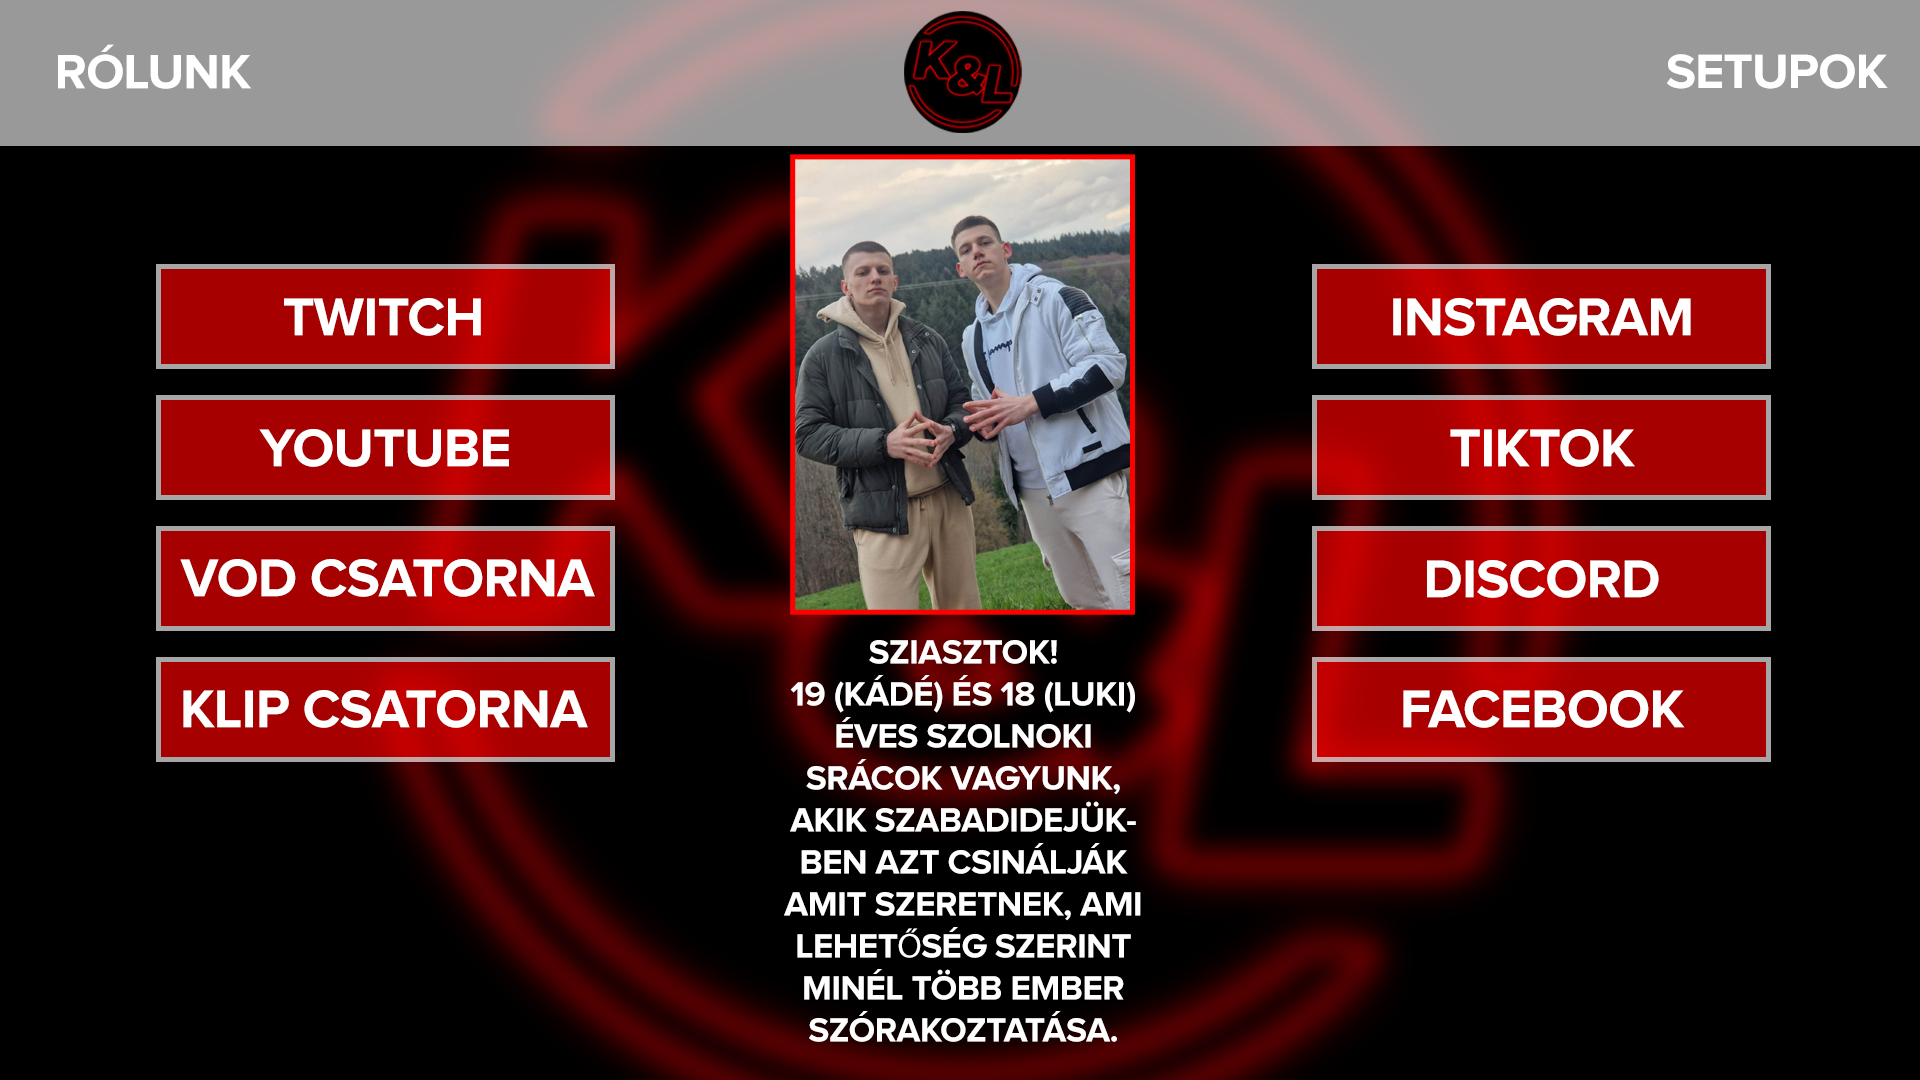 RÓLUNK
K&L
SETUPOK
TWITCH
YOUTUBE
VOD CSATORNA
KLIP CSATORNA
INSTAGRAM
TIKTOK
DISCORD
FACEBOOK
SZIASZTOK!
19 (KÁDÉ) ÉS 18 (LUKI)
ÉVES SZOLNOKI
SRÁCOK VAGYUNK,
AKIK SZABADIDEJÜK-
BEN AZT CSINÁLJÁK
AMIT SZERETNEK, AMI
LEHETŐSÉG SZERINT
MINÉL TÖBB EMBER
SZÓRAKOZTATÁSA.